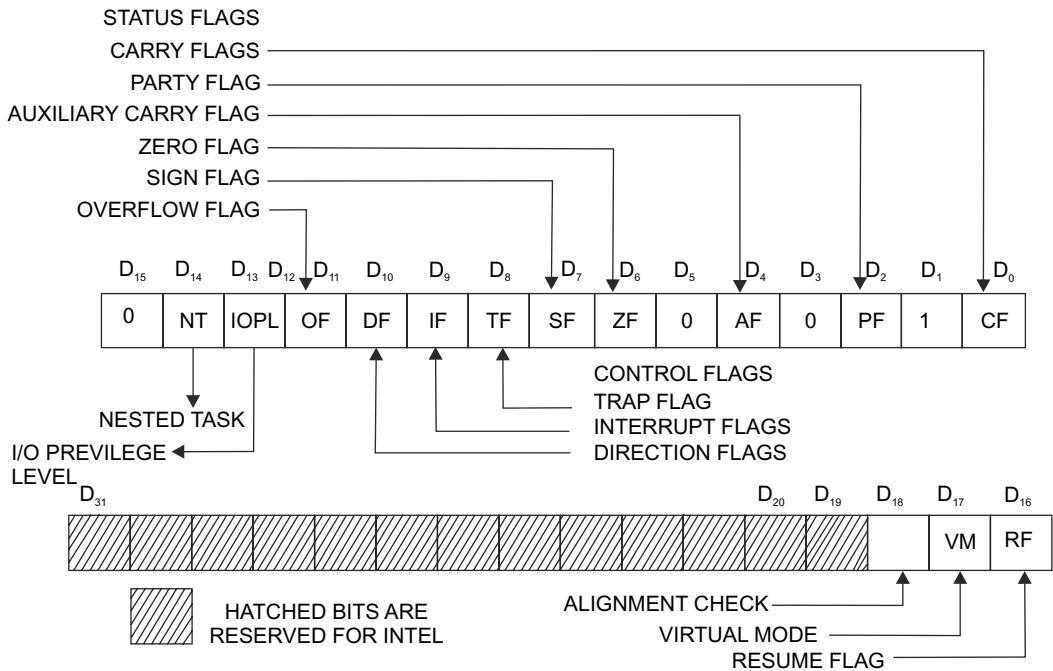 STATUS FLAGS
CARRY FLAGS
PARTY FLAG
AUXILIARY CARRY FLAG
ZERO FLAG
SIGN FLAG
OVERFLOW FLAG
D15 D14 D13 D12 D11 D10 D9 D8 D7 D6 D5 D4 D3 D2 D1 D0
0 NT IOPL OF DF IF TF SF ZF 0 AF 0 PF 1 CF
CONTROL FLAGS
TRAP FLAG
NESTED TASK
INTERRUPT FLAGS
I/O PREVILEGE
LEVEL
DIRECTION FLAGS
D31 D20 D19 D18 D17 D16
VM RF
HATCHED BITS ARE
RESERVED FOR INTEL
ALIGNMENT CHECK
VIRTUAL MODE
RESUME FLAG